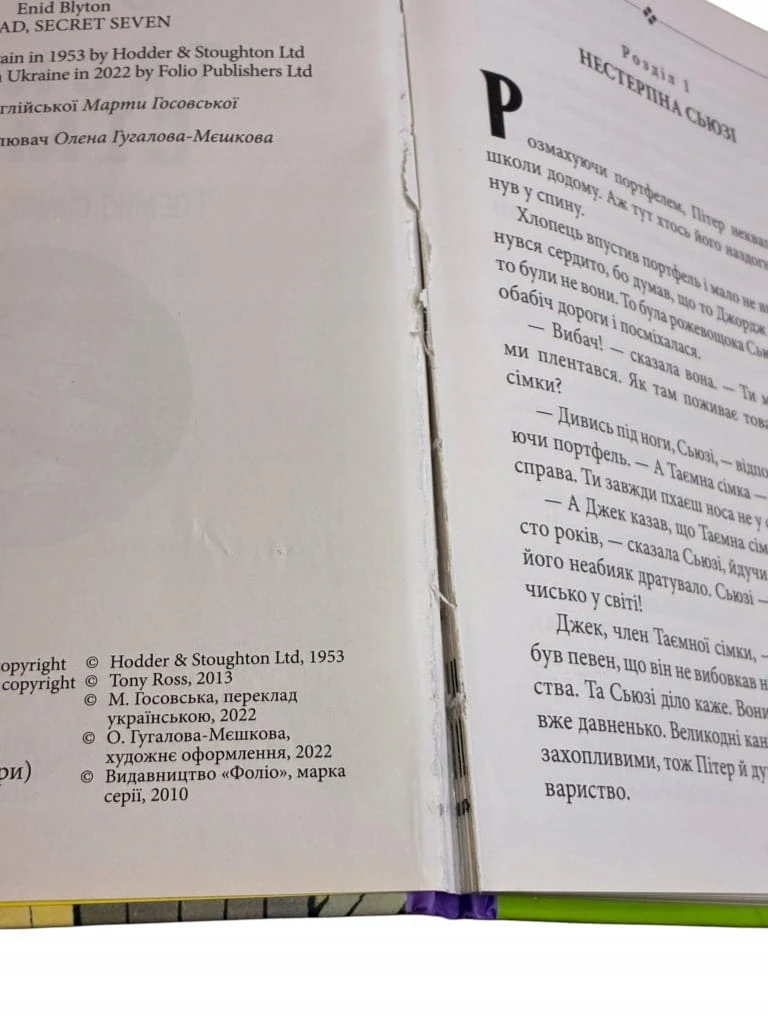 Enid Blyton
AD, SECRET SEVEN
ain in 1953 by Hodder & Stoughton Ltd
Ukraine in 2022 by Folio Publishers Ltd
глійської Марти Госовської
лювач Олена Гугалова-Мєшкова
opyright © Hodder & Stoughton Ltd, 1953
copyright © Tony Ross, 2013
© М. Госовська, переклад
українською, 2022
© О. Гугалова-Мєшкова,
художнє оформлення, 2022
ри)
© Видавництво «Фоліо», марка
серії, 2010
Розділ 1
НЕСТЕРПНА СЬЮЗІ
Розмахуючи портфелем, Пітер неква
школи додому. Аж тут хтось його наздог
нув у спину.
Хлопець впустив портфель і мало не в
нувся сердито, бо думав, що то Джордж
то були не вони. То була рожевощока Сью
обабіч дороги і посміхалася.
— Вибач! — сказала вона. — Ти м
ми плентався. Як там поживає това
сімки?
— Дивись під ноги, Сьюзі, — відпо
ючи портфель. — А Таємна сімка —
справа. Ти завжди пхаєш носа не у с
— А Джек казав, що Таємна сім
сто років, — сказала Сьюзі, йдучи
його неабияк дратувало. Сьюзі —
чисько у світі!
Джек, член Таємної сімки, —
був певен, що він не вибовкав н
ства. Та Сьюзі діло каже. Вони
вже давненько. Великодні кан
захопливими, тож Пітер й ду
вариство.